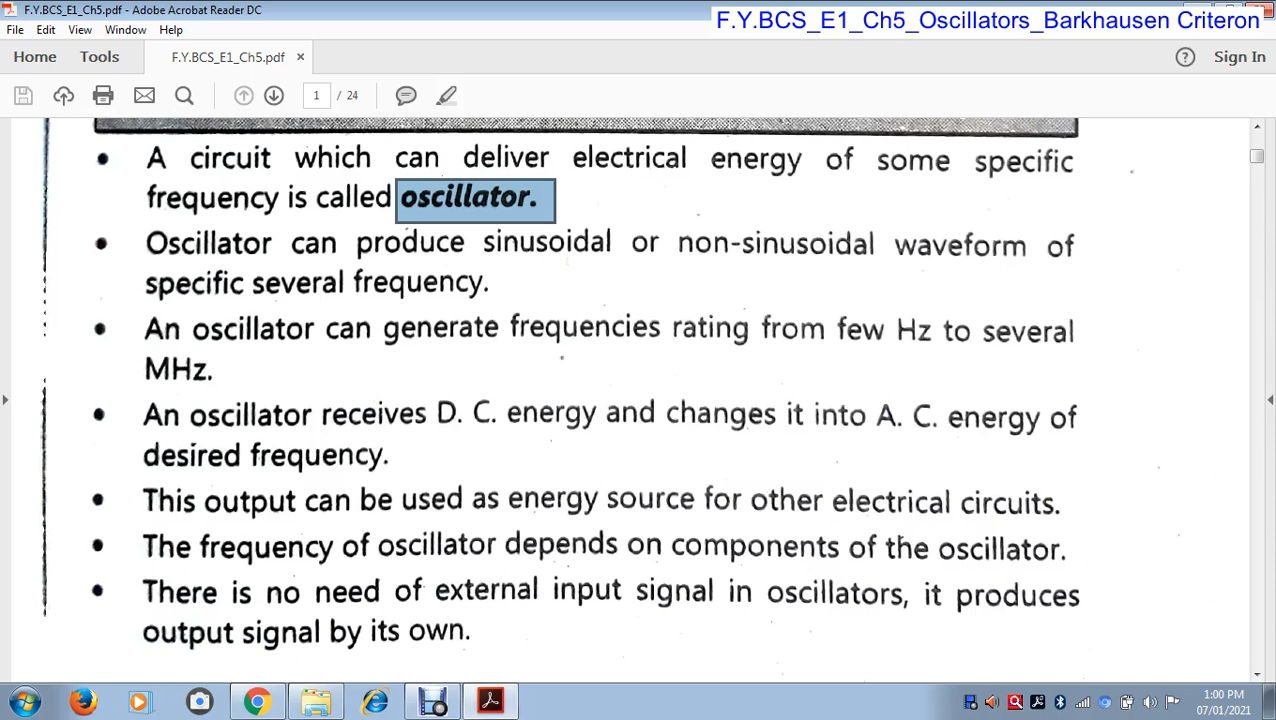 F.Y.BCS_E1_Ch5.pdf - Adobe Acrobat Reader DC
F.Y.BCS_E1_Ch5_Oscillators_Barkhausen Criteron
File Edit View Window Help
Home Tools F.Y.BCS_E1_Ch5.pdf × Sign In
1 / 24
• A circuit which can deliver electrical energy of some specific
frequency is called oscillator.
• Oscillator can produce sinusoidal or non-sinusoidal waveform of
specific several frequency.
• An oscillator can generate frequencies rating from few Hz to several
MHz.
• An oscillator receives D. C. energy and changes it into A. C. energy of
desired frequency.
• This output can be used as energy source for other electrical circuits.
• The frequency of oscillator depends on components of the oscillator.
• There is no need of external input signal in oscillators, it produces
output signal by its own.
1:00 PM
07/01/2021